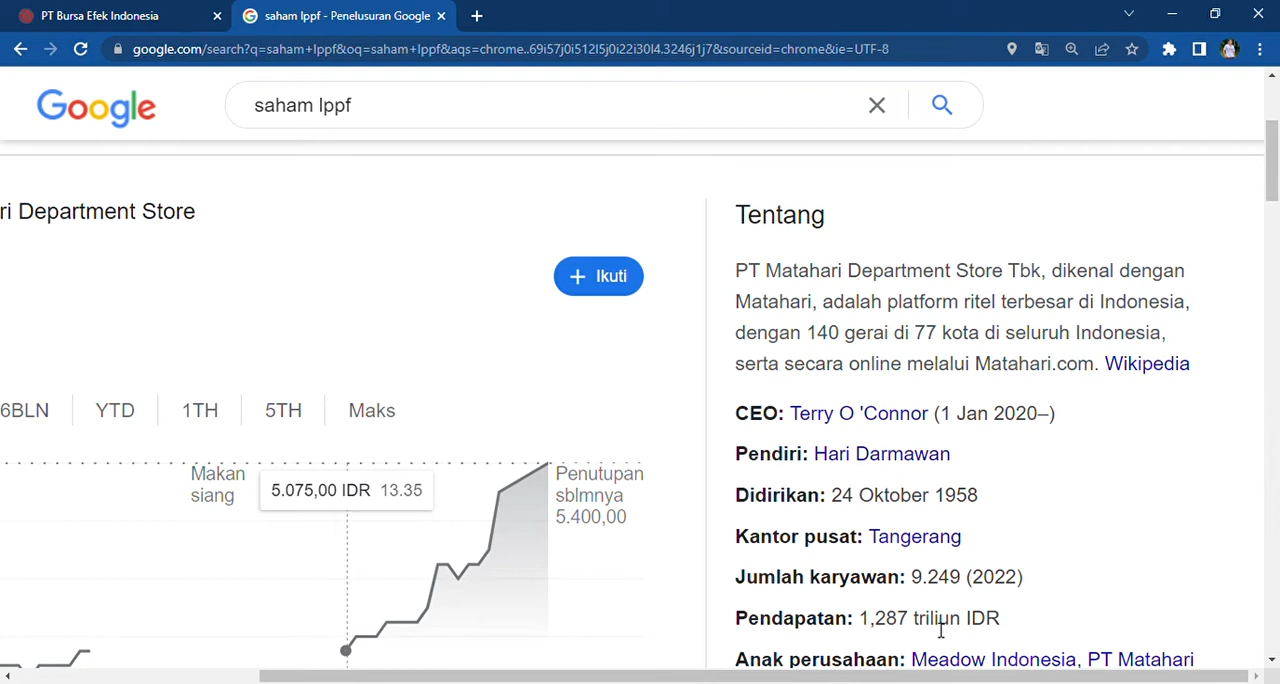 PT Bursa Efek Indonesia
saham lppf - Penelusuran Google
google.com/search?q=saham+lppf&oq=saham+lppf&aqs=chrome..69i57j0i512l5j0i22i30l4.3246j1j7&sourceid=chrome&ie=UTF-8
Google
saham lppf
ri Department Store
Ikuti
6BLN
YTD
1TH
5TH
Maks
Makan
siang
5.075,00 IDR 13.35
Penutupan
sblmnya
5.400,00
Tentang
PT Matahari Department Store Tbk, dikenal dengan
Matahari, adalah platform ritel terbesar di Indonesia,
dengan 140 gerai di 77 kota di seluruh Indonesia,
serta secara online melalui Matahari.com. Wikipedia
CEO: Terry O 'Connor (1 Jan 2020–)
Pendiri: Hari Darmawan
Didirikan: 24 Oktober 1958
Kantor pusat: Tangerang
Jumlah karyawan: 9.249 (2022)
Pendapatan: 1,287 triliun IDR
Anak perusahaan: Meadow Indonesia, PT Matahari